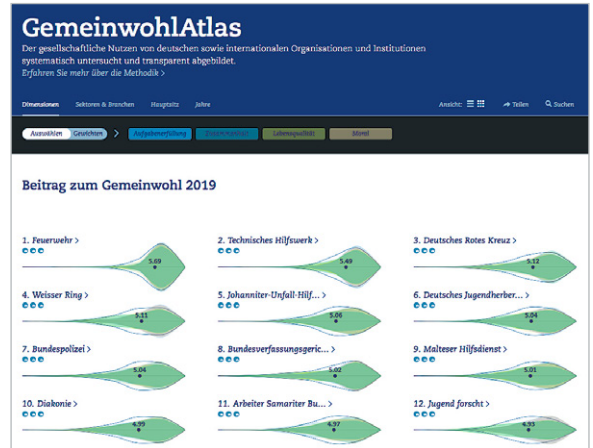 GemeinwohlAtlas
Der gesellschaftliche Nutzen von deutschen sowie internationalen Organisationen und Institutionen
systematisch untersucht und transparent abgebildet.
Erfahren Sie mehr über die Methodik >
Dimensionen Sektoren & Branchen Hauptsitz Jahre Ansicht: Teilen Suchen
Auswählen Gewichten > Aufgabenerfüllung Zusammenhalt Lebensqualität Moral
Beitrag zum Gemeinwohl 2019
1. Feuerwehr > 2. Technisches Hilfswerk > 3. Deutsches Rotes Kreuz >
5.69 5.49 5.12
4. Weisser Ring > 5. Johanniter-Unfall-Hilf... > 6. Deutsches Jugendherber... >
5.11 5.06 5.04
7. Bundespolizei > 8. Bundesverfassungsgeric... > 9. Malteser Hilfsdienst >
5.04 5.02 5.01
10. Diakonie > 11. Arbeiter Samariter Bu... > 12. Jugend forscht >
4.99 4.97 4.93